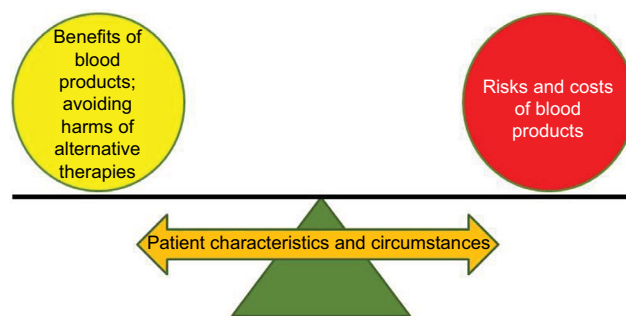 Benefits of
blood
products;
avoiding
harms of
alternative
therapies
Risks and costs
of blood
products
Patient characteristics and circumstances